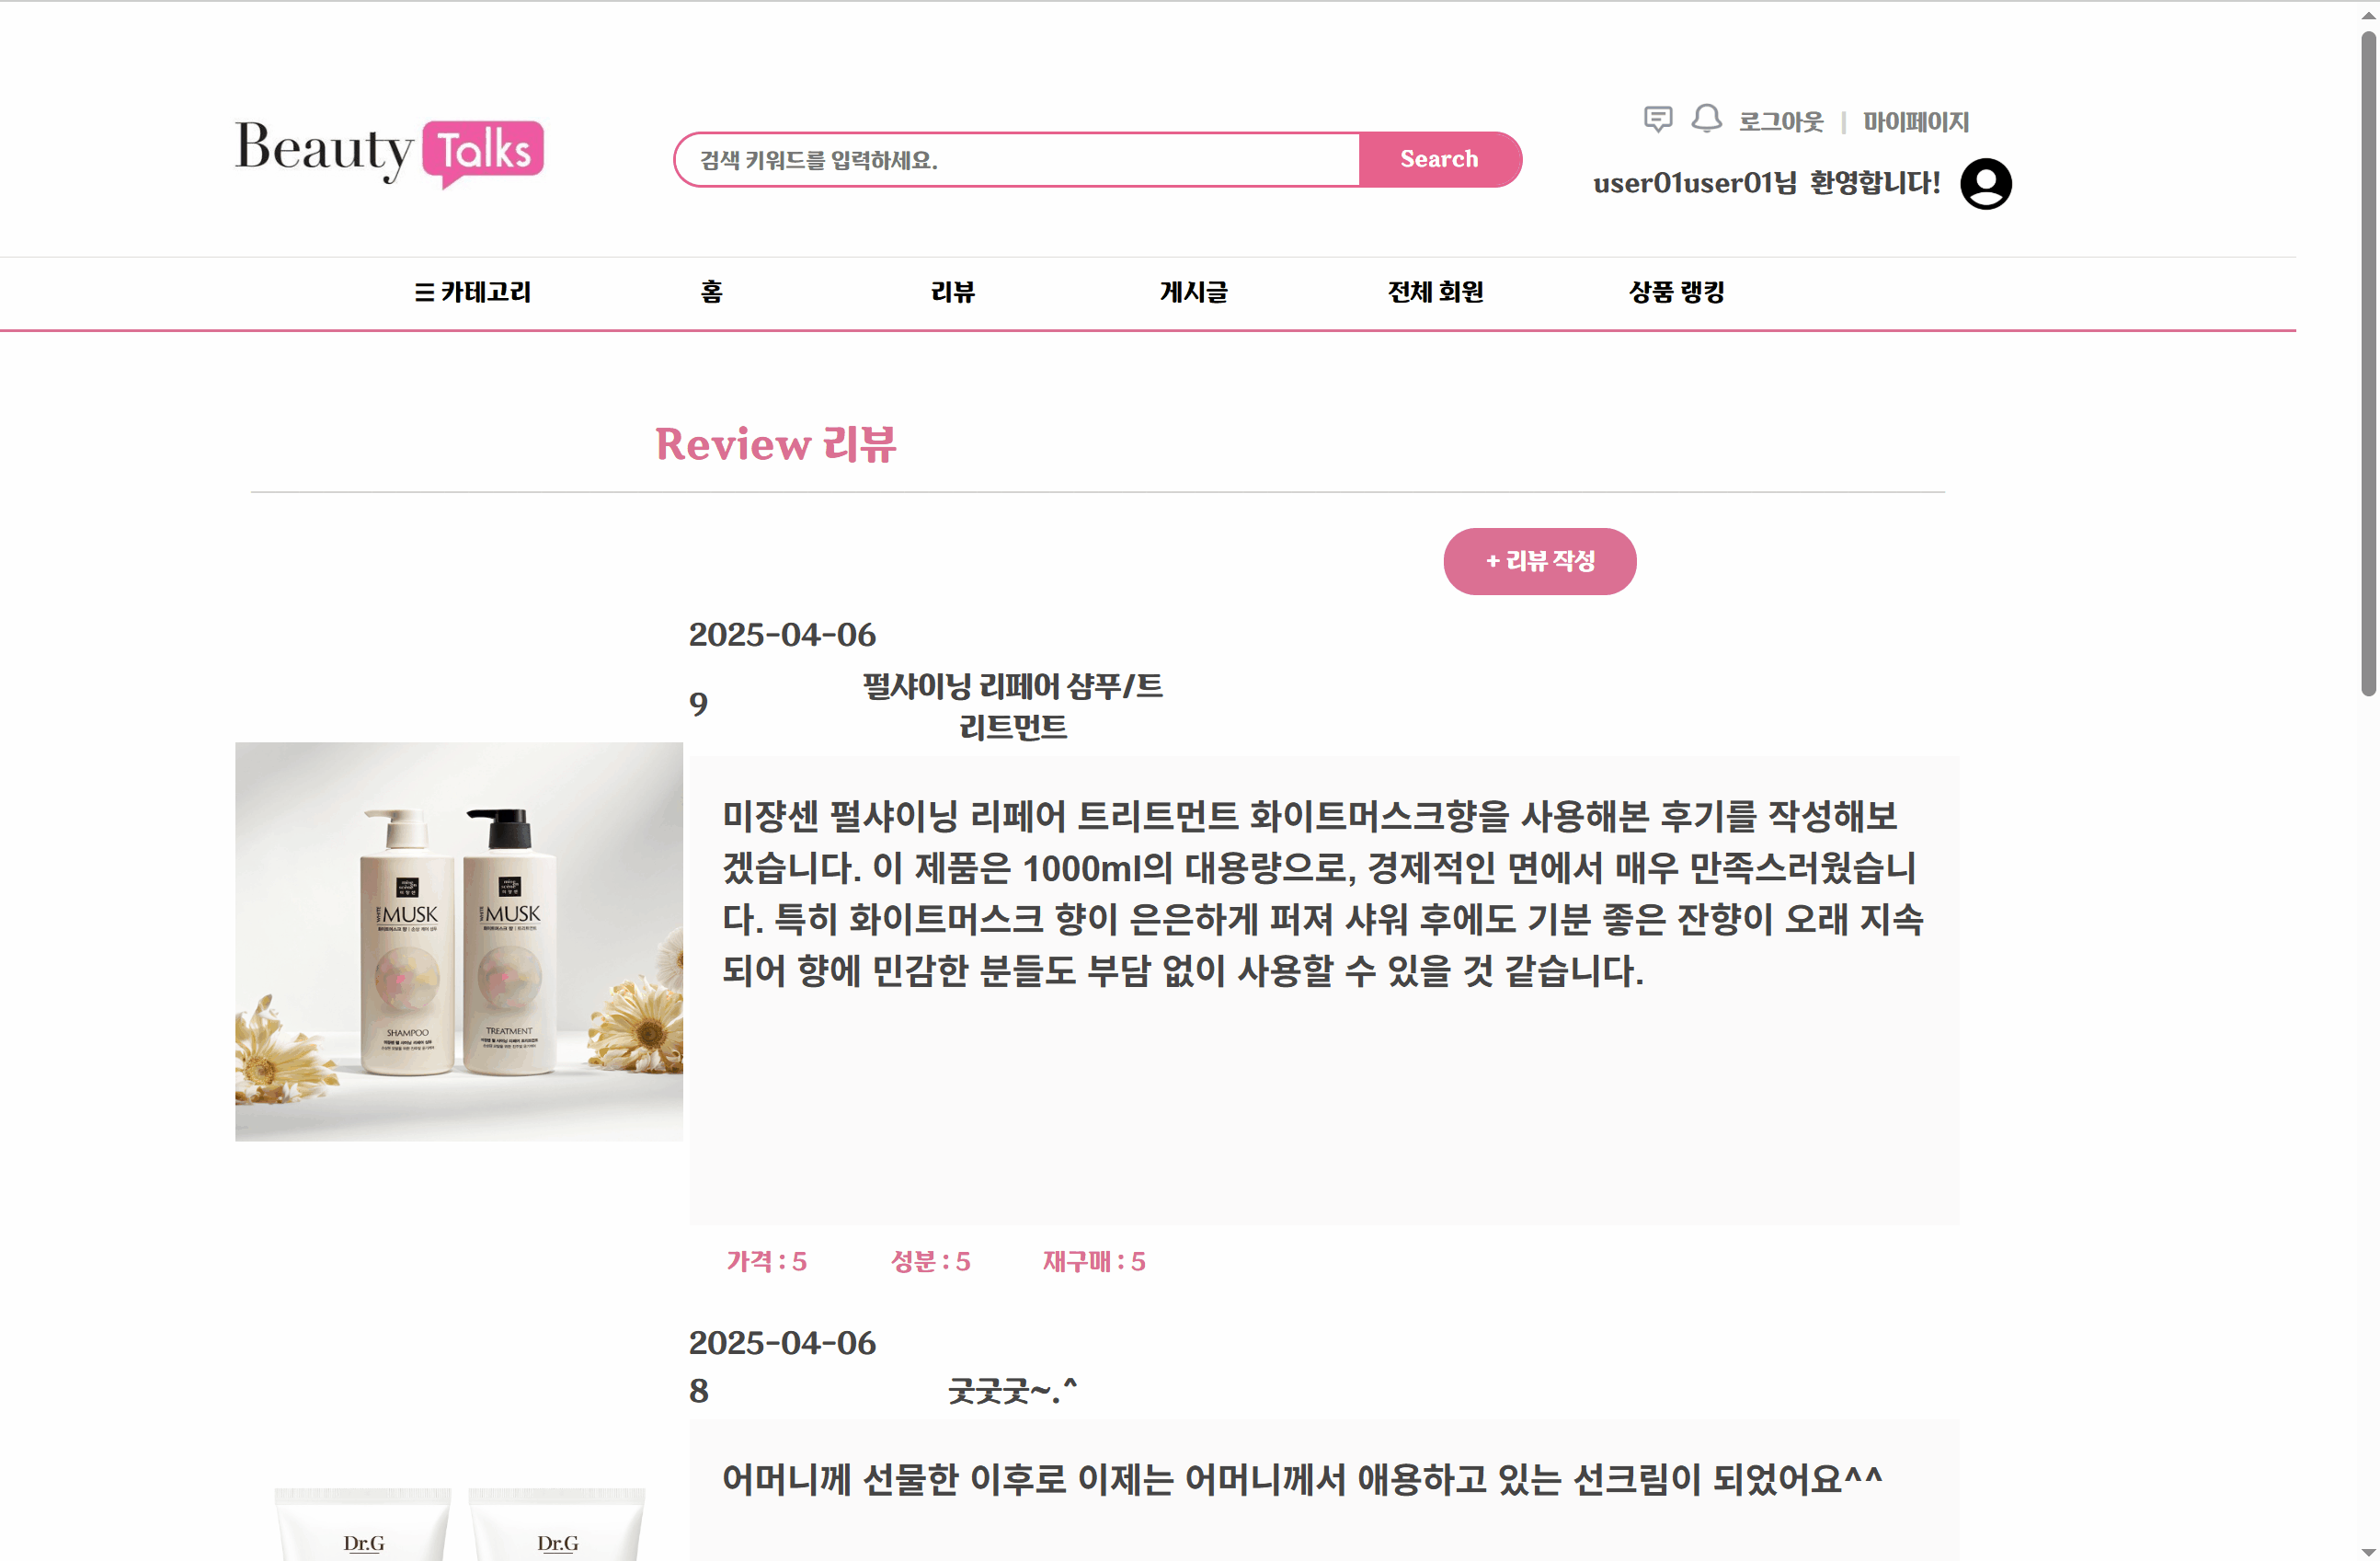 Beauty Talks
검색 키워드를 입력하세요.
Search
로그아웃 | 마이페이지
user01user01님 환영합니다!
☰ 카테고리
홈
리뷰
게시글
전체 회원
상품 랭킹
Review 리뷰
+ 리뷰 작성
2025-04-06
9
펄샤이닝 리페어 샴푸/트
리트먼트
미쟝센 펄샤이닝 리페어 트리트먼트 화이트머스크향을 사용해본 후기를 작성해보
겠습니다. 이 제품은 1000ml의 대용량으로, 경제적인 면에서 매우 만족스러웠습니
다. 특히 화이트머스크 향이 은은하게 퍼져 샤워 후에도 기분 좋은 잔향이 오래 지속
되어 향에 민감한 분들도 부담 없이 사용할 수 있을 것 같습니다.
WHITE MUSK
SHAMPOO
WHITE MUSK
TREATMENT
가격 : 5
성분 : 5
재구매 : 5
2025-04-06
8
굿굿굿~.^
어머니께 선물한 이후로 이제는 어머니께서 애용하고 있는 선크림이 되었어요^^
Dr.G
Dr.G